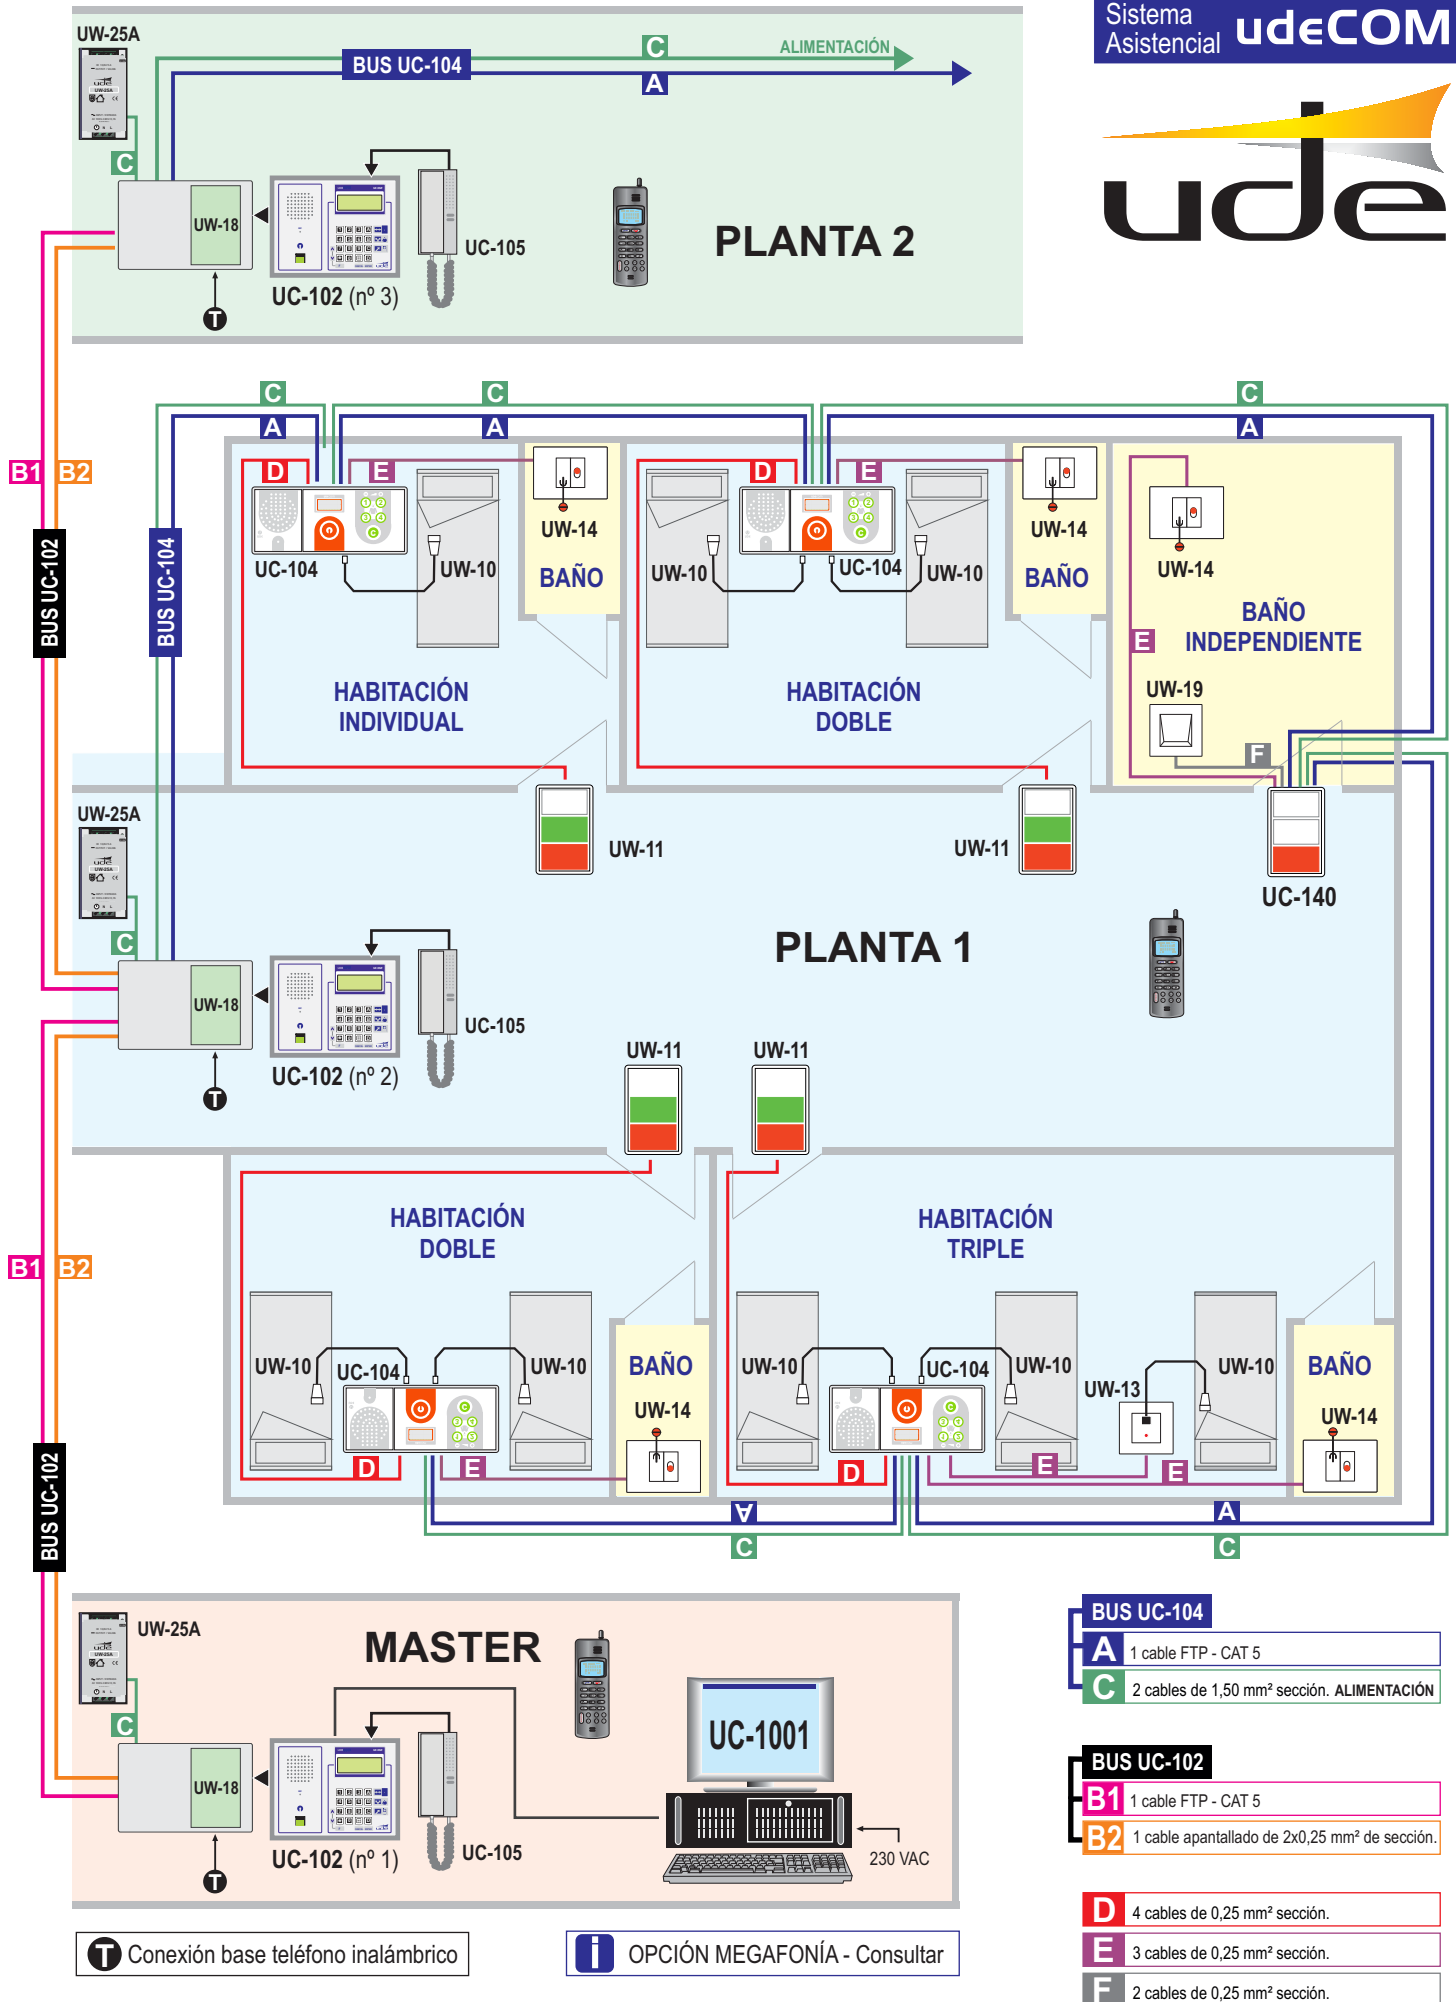 Sistema
Asistencial
udeCOM
ude
UW-25A
BUS UC-104
C
A
ALIMENTACIÓN
C
UW-18
UC-105
PLANTA 2
UC-102 (nº 3)
T
C
C
C
A
A
A
B1
B2
D
E
D
E
UW-14
UW-14
UW-14
UC-104
UW-10
UW-10
UC-104
UW-10
BAÑO
BAÑO
BAÑO
INDEPENDIENTE
BUS UC-102
BUS UC-104
E
HABITACIÓN
INDIVIDUAL
HABITACIÓN
DOBLE
UW-19
F
UW-25A
UW-11
UW-11
UC-140
C
PLANTA 1
UW-18
UC-105
UC-102 (nº 2)
T
UW-11
UW-11
HABITACIÓN
DOBLE
HABITACIÓN
TRIPLE
B1
B2
UW-10
UC-104
UW-10
BAÑO
UW-10
UC-104
UW-10
UW-13
UW-10
BAÑO
UW-14
UW-14
D
E
D
E
E
BUS UC-102
A
A
C
C
UW-25A
MASTER
C
UC-1001
UW-18
UC-105
UC-102 (nº 1)
T
230 VAC
BUS UC-104
A 1 cable FTP - CAT 5
C 2 cables de 1,50 mm² sección. ALIMENTACIÓN
BUS UC-102
B1 1 cable FTP - CAT 5
B2 1 cable apantallado de 2x0,25 mm² de sección.
D 4 cables de 0,25 mm² sección.
E 3 cables de 0,25 mm² sección.
F 2 cables de 0,25 mm² sección.
T Conexión base teléfono inalámbrico
i OPCIÓN MEGAFONÍA - Consultar